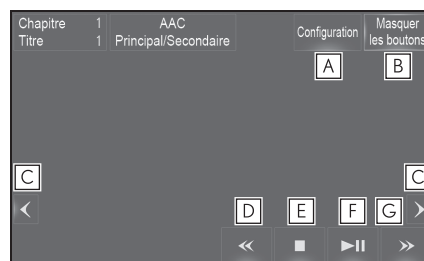 Chapitre 1
Titre 1
AAC
Principal/Secondaire
Configuration
Masquer
les boutons
A
B
C
C
D
E
F
G